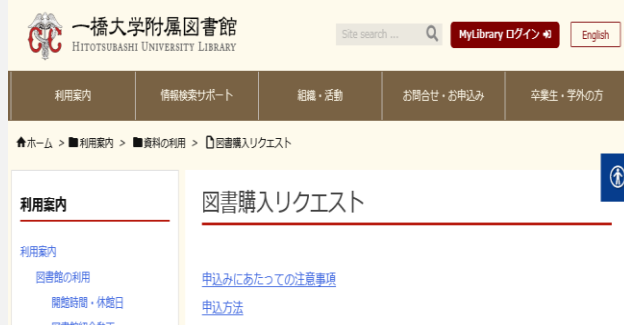 一橋大学附属図書館
HITOTSUBASHI UNIVERSITY LIBRARY
Site search ...
MyLibrary ログイン
English
利用案内 情報検索サポート 組織・活動 お問合せ・お申込み 卒業生・学外の方
ホーム > 利用案内 > 資料の利用 > 図書購入リクエスト
利用案内
図書購入リクエスト
利用案内
図書館の利用
開館時間・休館日
申込みにあたっての注意事項
申込方法